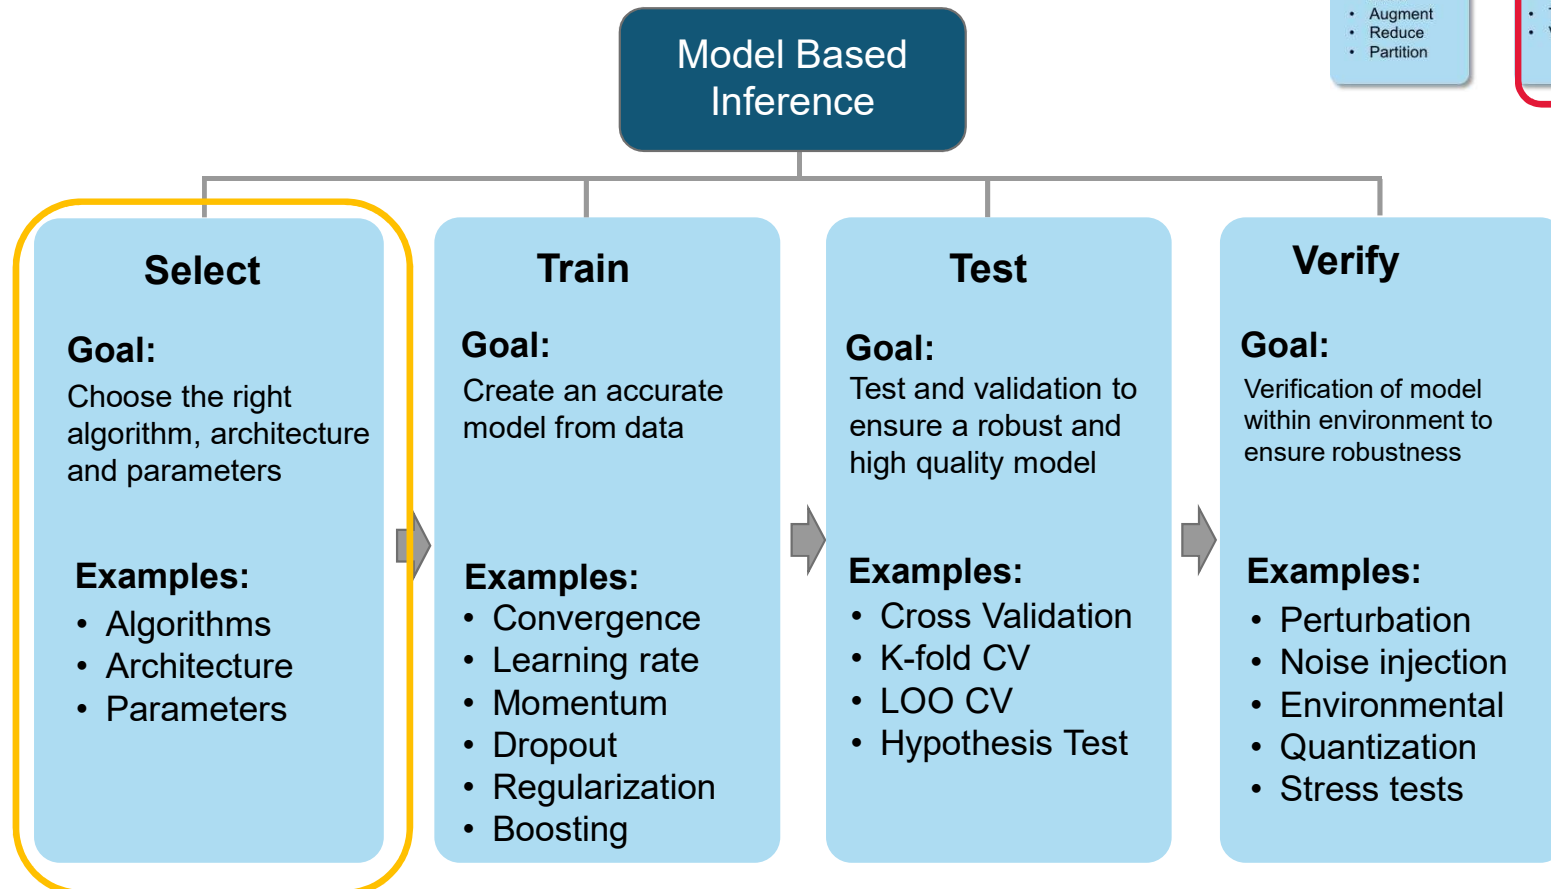 Augment
Reduce
Partition
Model Based
Inference
Select
Goal:
Choose the right
algorithm, architecture
and parameters
Examples:
• Algorithms
• Architecture
• Parameters
Train
Goal:
Create an accurate
model from data
Examples:
• Convergence
• Learning rate
• Momentum
• Dropout
• Regularization
• Boosting
Test
Goal:
Test and validation to
ensure a robust and
high quality model
Examples:
• Cross Validation
• K-fold CV
• LOO CV
• Hypothesis Test
Verify
Goal:
Verification of model
within environment to
ensure robustness
Examples:
• Perturbation
• Noise injection
• Environmental
• Quantization
• Stress tests